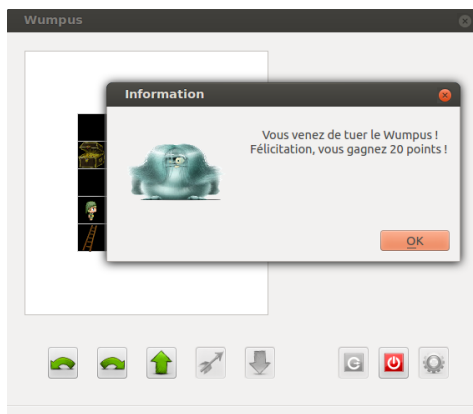 Wumpus
Information
Vous venez de tuer le Wumpus !
Félicitation, vous gagnez 20 points !
OK